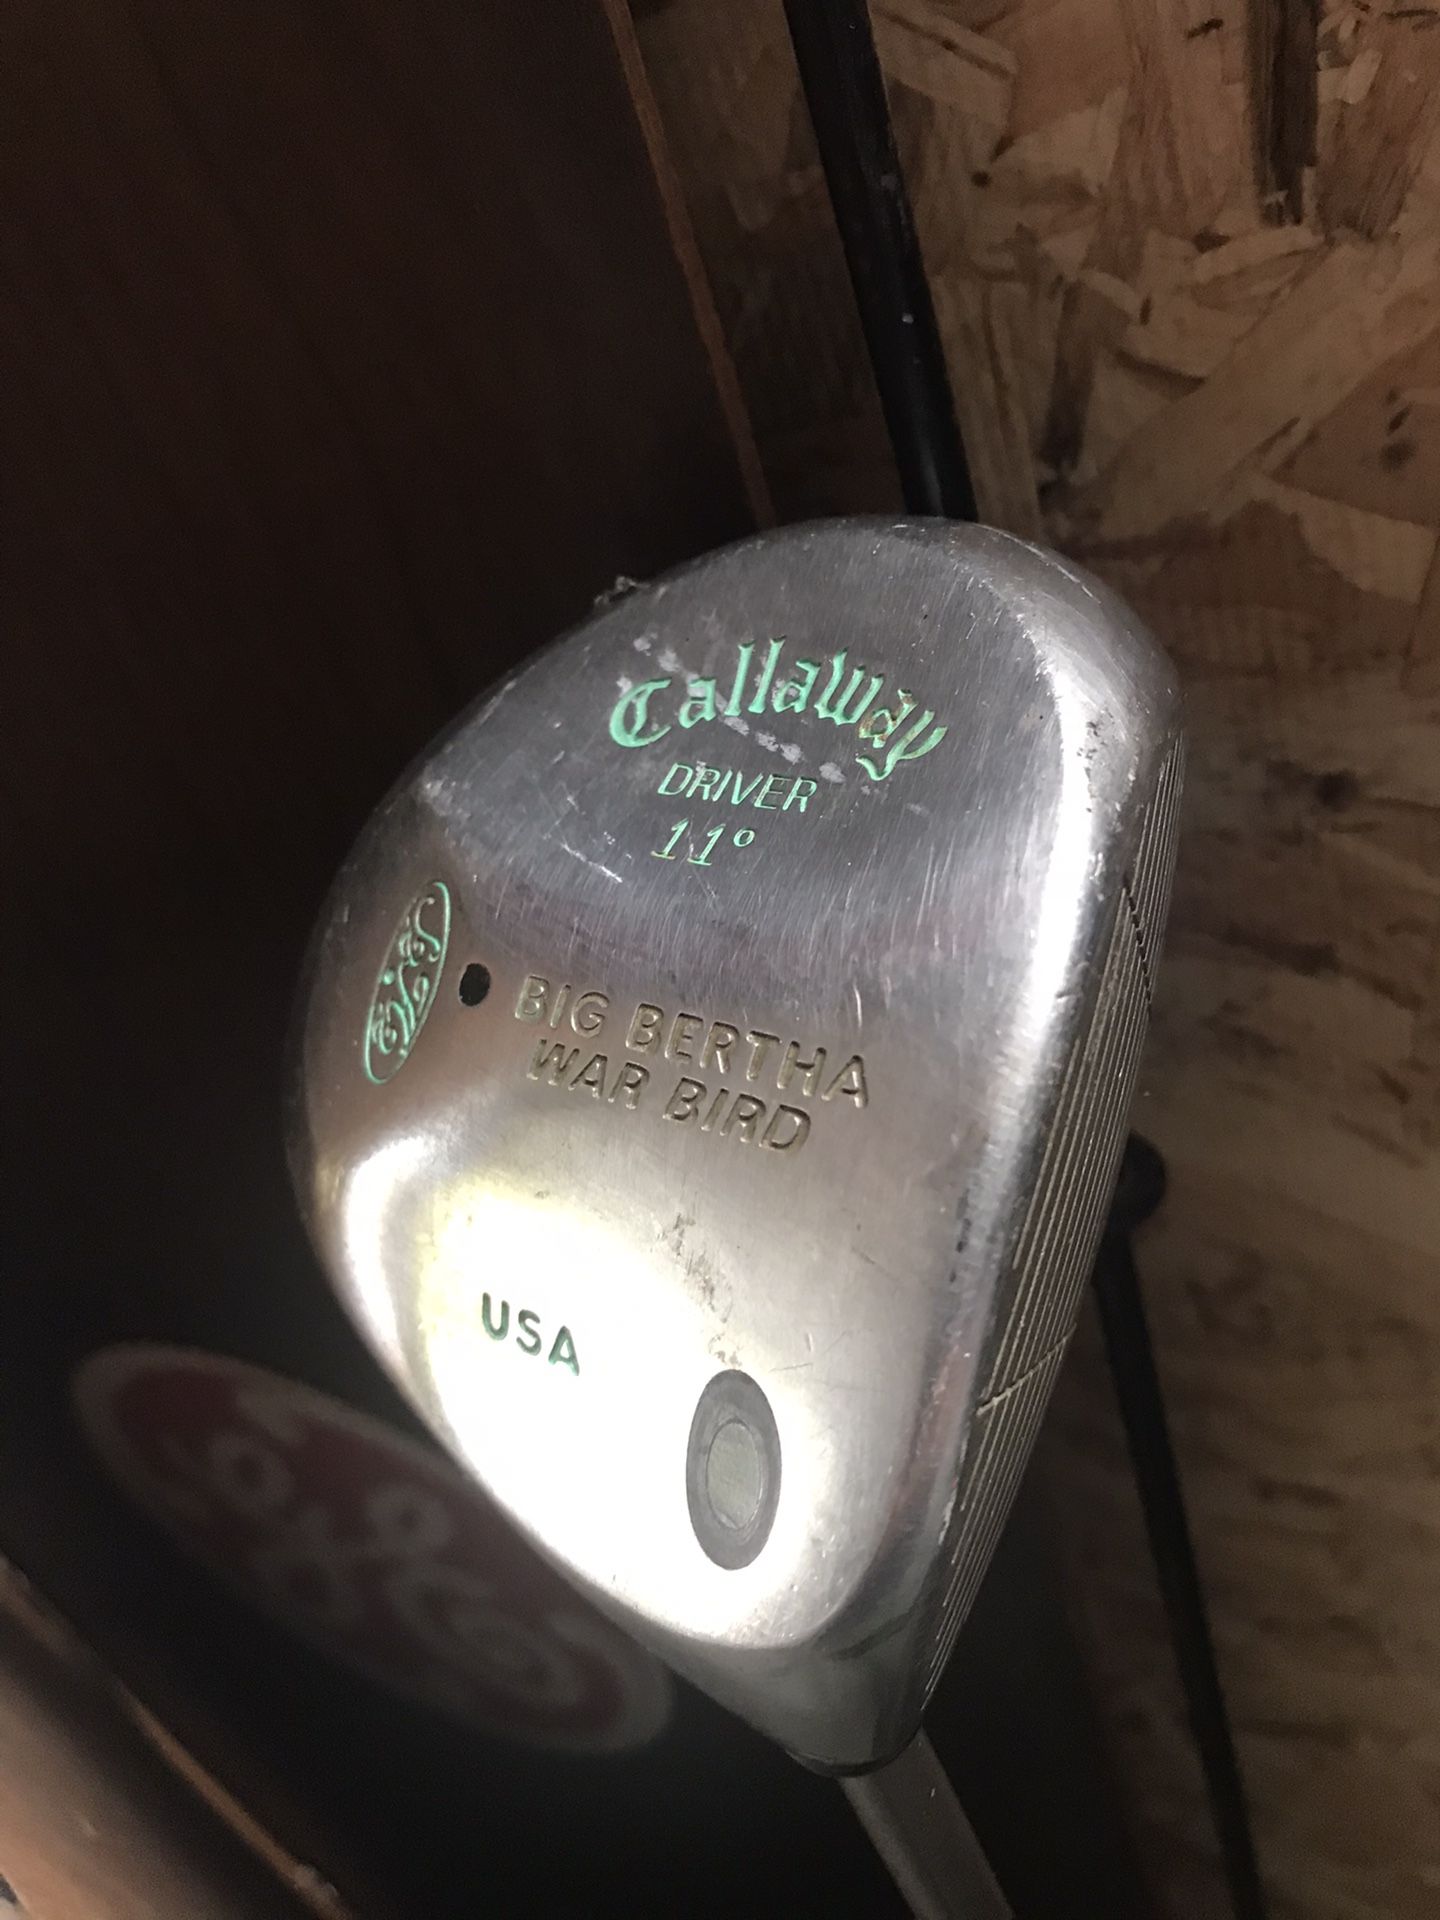 Callaway
DRIVER
11°
BIG BERTHA
WAR BIRD
USA